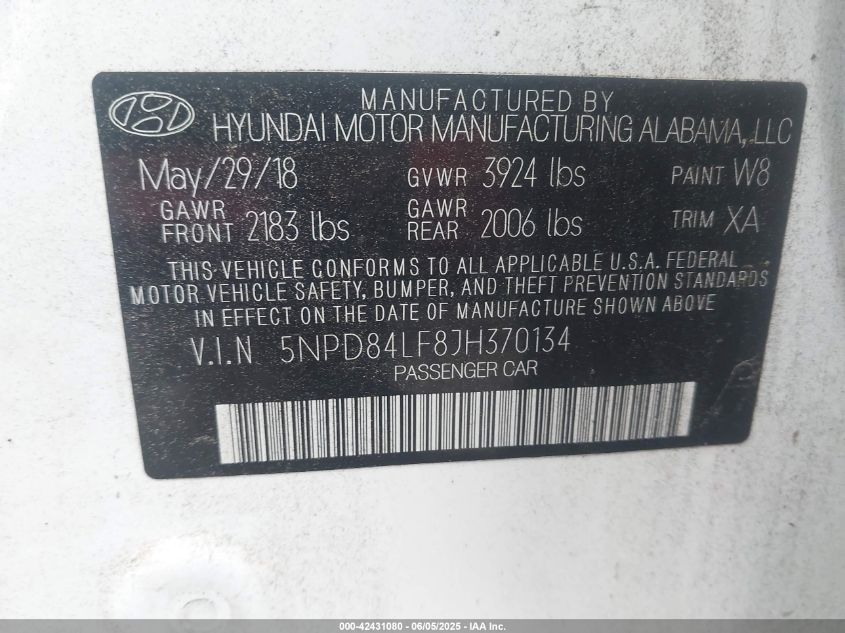 MANUFACTURED BY
HYUNDAI MOTOR MANUFACTURING ALABAMA, LLC
May/29/18 GVWR 3924 lbs PAINT W8
GAWR FRONT 2183 lbs GAWR REAR 2006 lbs TRIM XA
THIS VEHICLE CONFORMS TO ALL APPLICABLE U.S.A. FEDERAL
MOTOR VEHICLE SAFETY, BUMPER, AND THEFT PREVENTION STANDARDS
IN EFFECT ON THE DATE OF MANUFACTURE SHOWN ABOVE
V.I.N 5NPD84LF8JH370134
PASSENGER CAR
000-42431080 - 06/05/2025 - IAA Inc.